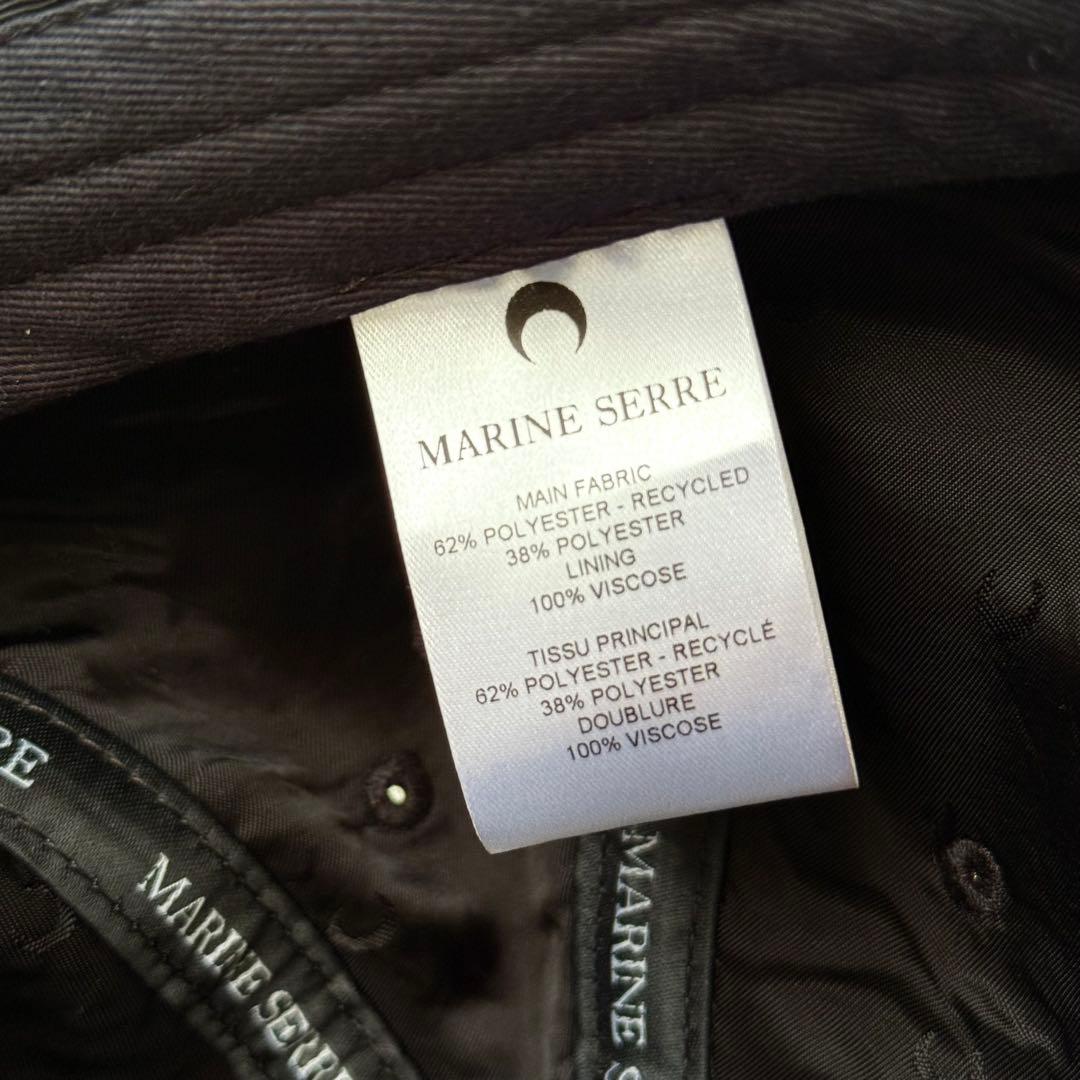 MARINE SERRE
MAIN FABRIC
62% POLYESTER - RECYCLED
38% POLYESTER
LINING
100% VISCOSE
TISSU PRINCIPAL
62% POLYESTER - RECYCLÉ
38% POLYESTER
DOUBLURE
100% VISCOSE
RE
MARINE SERRE
MARINE S